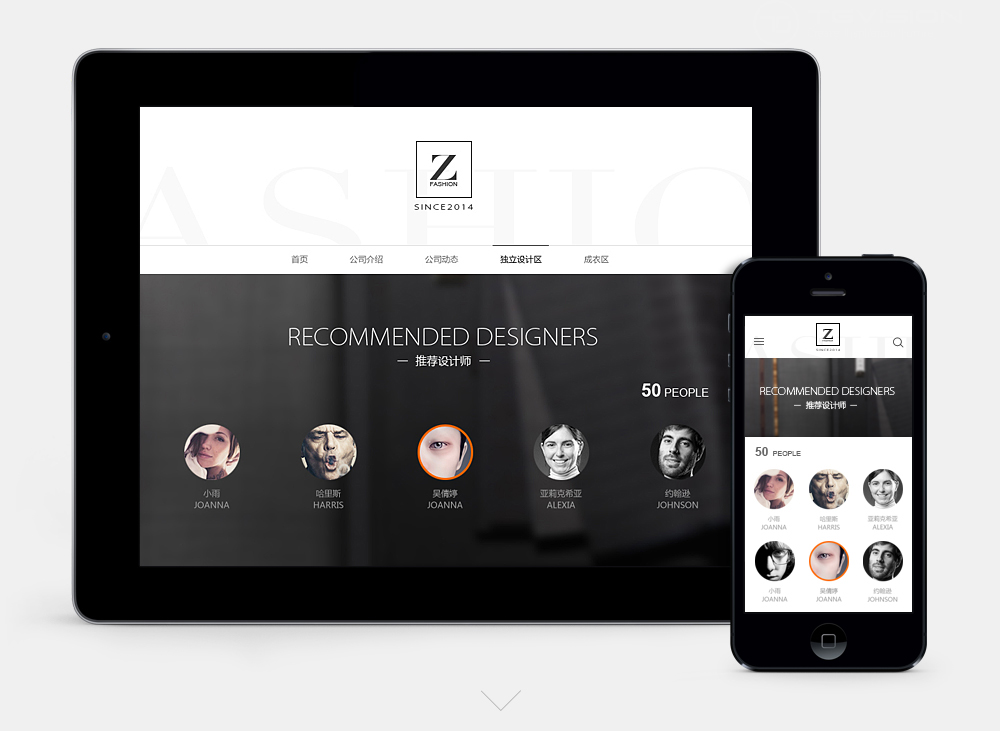 ASHIO
Z
FASHION
SINCE2014
首页 公司介绍 公司动态 独立设计区 成衣区
RECOMMENDED DESIGNERS
— 推荐设计师 —
50 PEOPLE
小雨 哈里斯 吴倩婷 亚莉克希亚 约翰逊
JOANNA HARRIS JOANNA ALEXIA JOHNSON
Z
SINCE2014
RECOMMENDED DESIGNERS
— 推荐设计师 —
50 PEOPLE
小雨 哈里斯 亚莉克希亚
JOANNA HARRIS ALEXIA
小雨 吴倩婷 约翰逊
JOANNA JOANNA JOHNSON